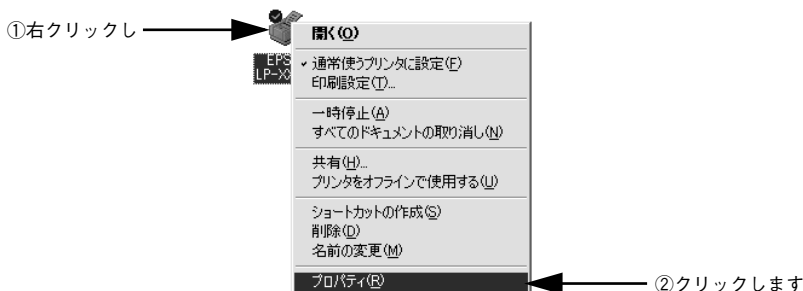 ①右クリックし
EPS
LP-XX
開く(O)
✓ 通常使うプリンタに設定(F)
印刷設定(T)...
一時停止(A)
すべてのドキュメントの取り消し(N)
共有(H)...
プリンタをオフラインで使用する(U)
ショートカットの作成(S)
削除(D)
名前の変更(M)
プロパティ(R)
②クリックします